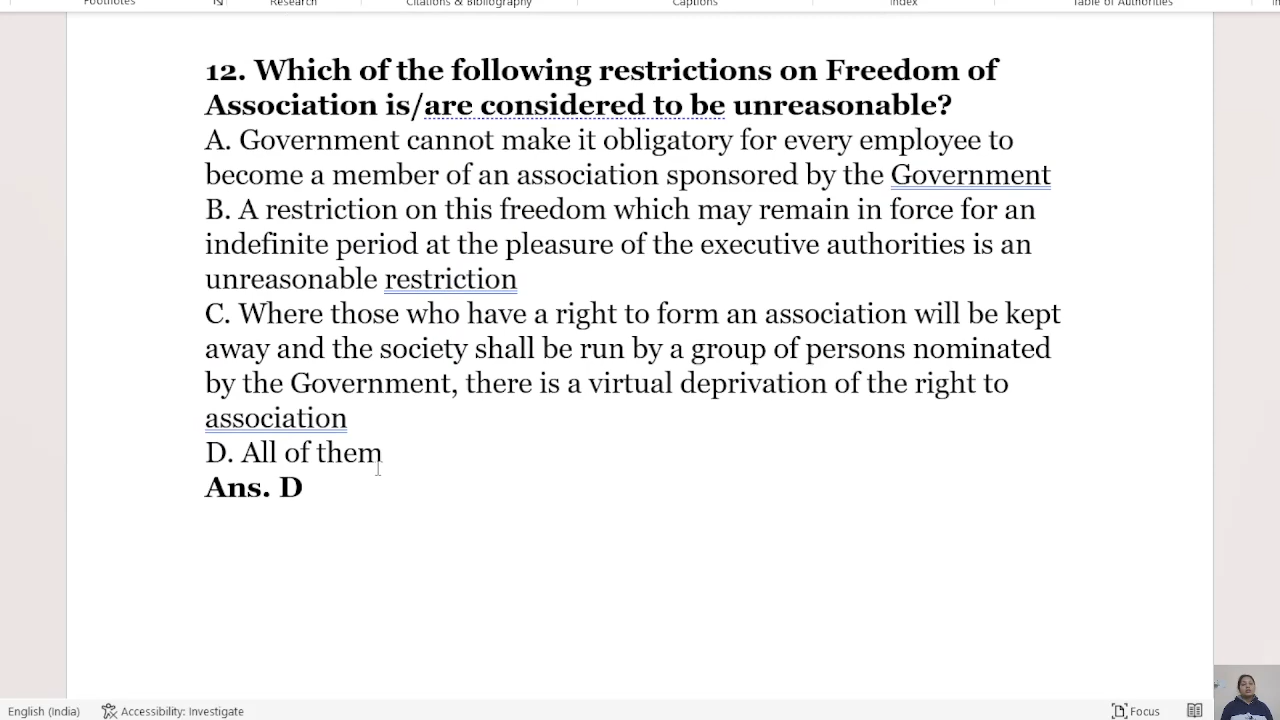 Footnotes Research Citations & Bibliography Captions Index Table of Authorities
12. Which of the following restrictions on Freedom of
Association is/are considered to be unreasonable?
A. Government cannot make it obligatory for every employee to
become a member of an association sponsored by the Government
B. A restriction on this freedom which may remain in force for an
indefinite period at the pleasure of the executive authorities is an
unreasonable restriction
C. Where those who have a right to form an association will be kept
away and the society shall be run by a group of persons nominated
by the Government, there is a virtual deprivation of the right to
association
D. All of them
Ans. D
English (India) Accessibility: Investigate Focus